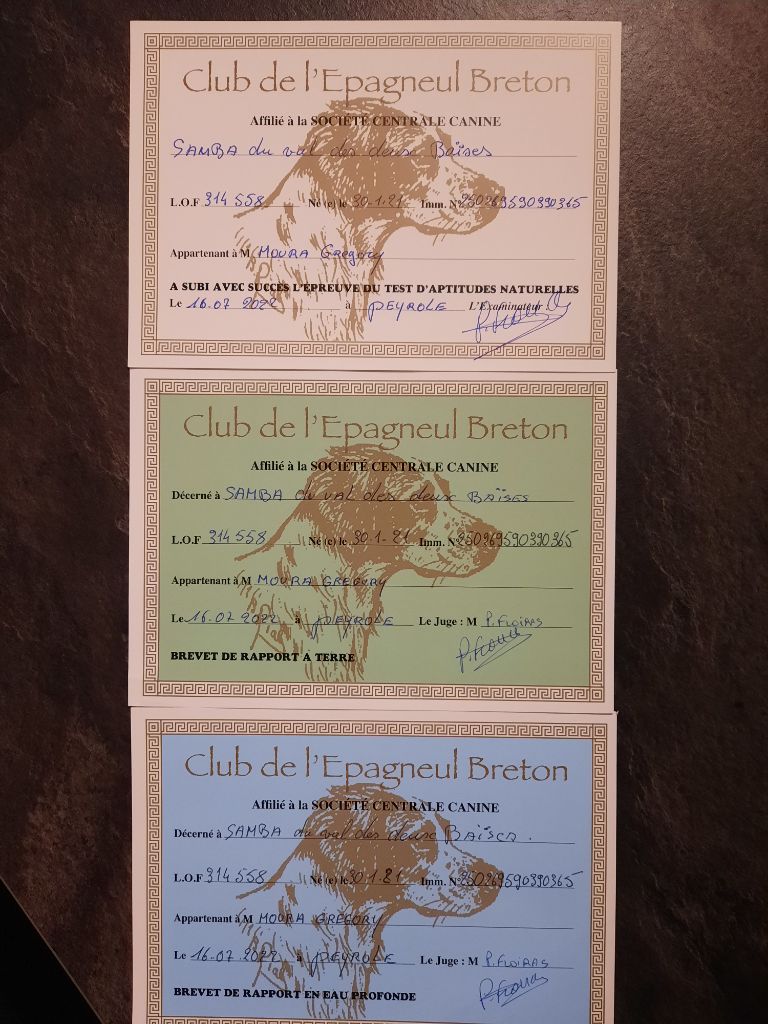 Club de l'Epagneul Breton
Affilié à la SOCIÉTÉ CENTRALE CANINE
SAMBA du val des deux Baïses
L.O.F 314 558 Né (e) le 30-1-21 Imm. N° 250269590390365
Appartenant à M MOURA Gregory
A SUBI AVEC SUCCÈS L'ÉPREUVE DU TEST D'APTITUDES NATURELLES
Le 16.07 2022 à PEYROLE L'Examinateur :
Club de l'Epagneul Breton
Affilié à la SOCIÉTÉ CENTRALE CANINE
Décerné à SAMBA du val des deux BAÏSES
L.O.F 314 558 Né (e) le 30-1-21 Imm. N° 250269590390365
Appartenant à M MOURA GREGORY
Le 16.07 2022 à PEYROLE Le Juge : M P. FLOIRAS
BREVET DE RAPPORT À TERRE
Club de l'Epagneul Breton
Affilié à la SOCIÉTÉ CENTRALE CANINE
Décerné à SAMBA du val des deux BAÏSES.
L.O.F 314 558 Né (e) le 30.1.21 Imm. N° 250269590390365
Appartenant à M MOURA GREGORY
Le 16.07.2022 à PEYROLE Le Juge : M P. FLOIRAS
BREVET DE RAPPORT EN EAU PROFONDE